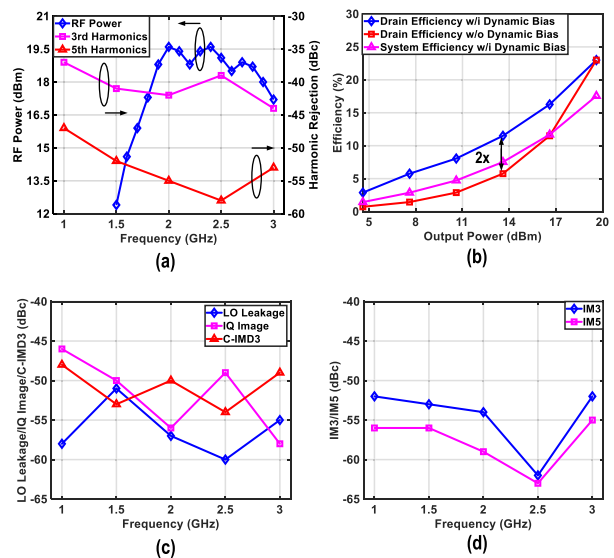 21
19.5
18
16.5
15
13.5
12
RF Power (dBm)
RF Power
3rd Harmonics
5th Harmonics
-30
-35
-40
-45
-50
-55
-60
Harmonic Rejection (dBc)
1 1.5 2 2.5 3
Frequency (GHz)
(a)
30
25
20
15
10
5
0
Efficiency (%)
Drain Efficiency w/i Dynamic Bias
Drain Efficiency w/o Dynamic Bias
System Efficiency w/i Dynamic Bias
2x
5 8 11 14 17 20
Output Power (dBm)
(b)
-40
-45
-50
-55
-60
-65
LO Leakage/IQ Image/C-IMD3 (dBc)
LO Leakage
IQ Image
C-IMD3
1 1.5 2 2.5 3
Frequency (GHz)
(c)
-40
-45
-50
-55
-60
-65
IM3/IM5 (dBc)
IM3
IM5
1 1.5 2 2.5 3
Frequency (GHz)
(d)